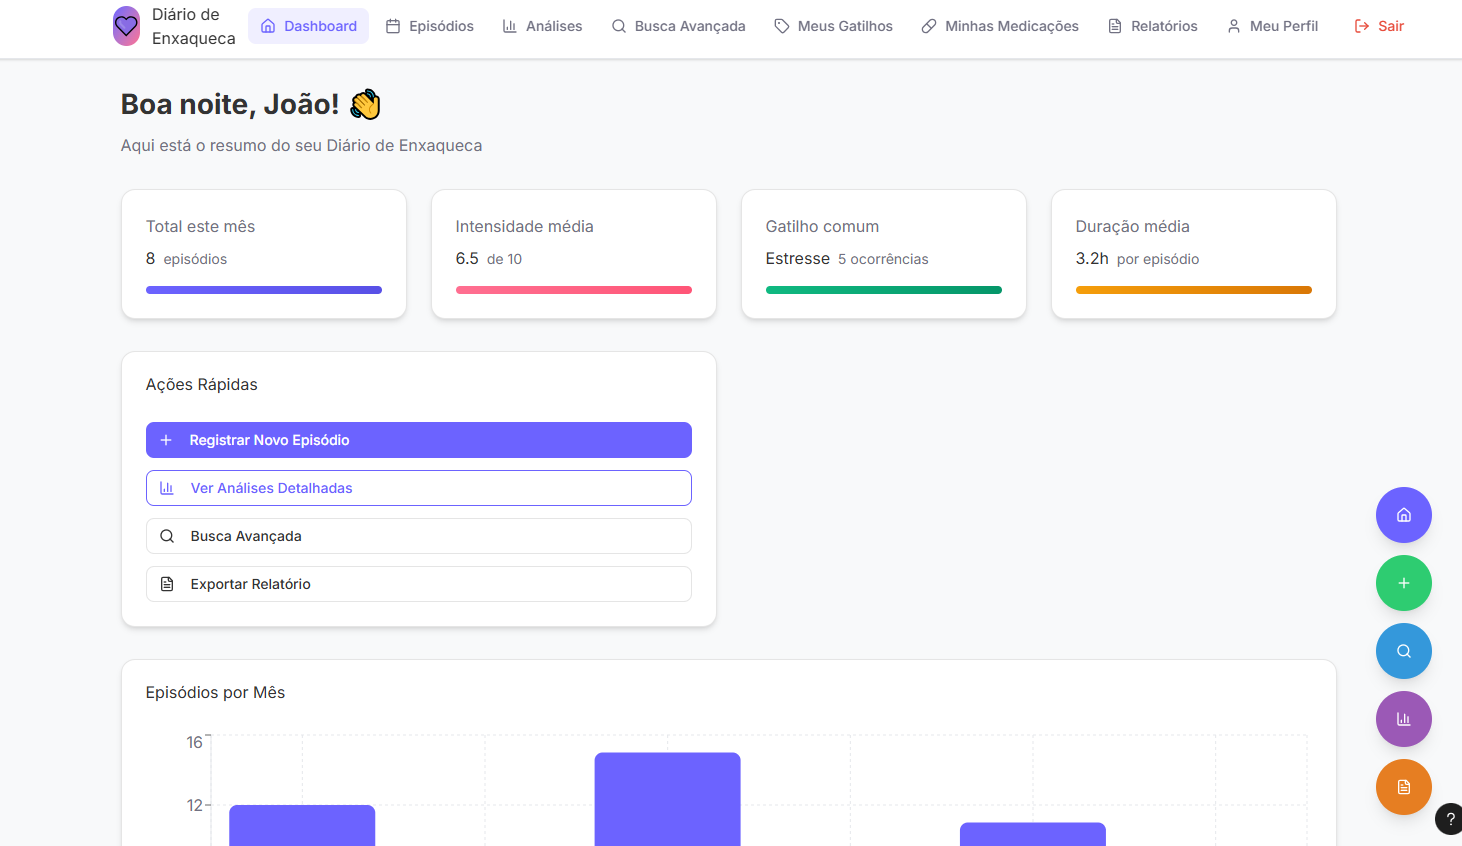 Diário de
Enxaqueca
Dashboard
Episódios
Análises
Busca Avançada
Meus Gatilhos
Minhas Medicações
Relatórios
Meu Perfil
Sair
Boa noite, João! 👋
Aqui está o resumo do seu Diário de Enxaqueca
Total este mês
8 episódios
Intensidade média
6.5 de 10
Gatilho comum
Estresse 5 ocorrências
Duração média
3.2h por episódio
Ações Rápidas
Registrar Novo Episódio
Ver Análises Detalhadas
Busca Avançada
Exportar Relatório
Episódios por Mês
16
12
?